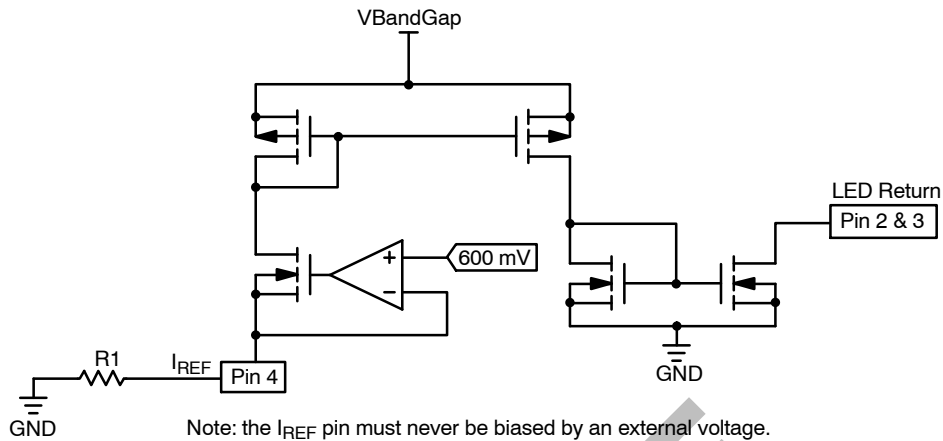 VBandGap
LED Return
Pin 2 & 3
+
600 mV
−
R1
IREF
Pin 4
GND
GND
Note: the IREF pin must never be biased by an external voltage.